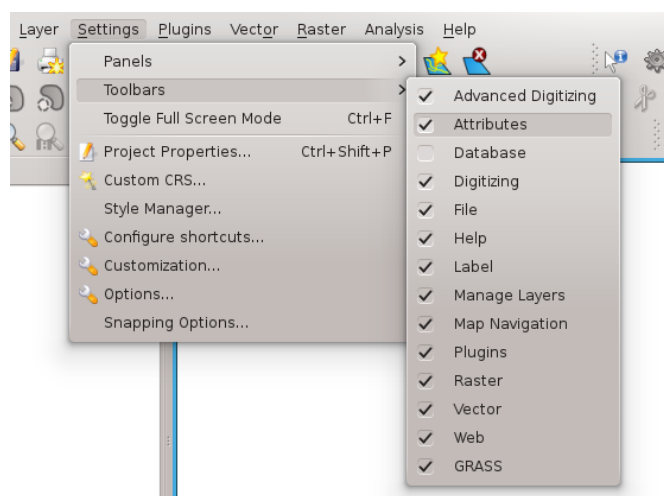 Layer Settings Plugins Vector Raster Analysis Help
Panels
Toolbars
Toggle Full Screen Mode Ctrl+F
Project Properties... Ctrl+Shift+P
Custom CRS...
Style Manager...
Configure shortcuts...
Customization...
Options...
Snapping Options...
Advanced Digitizing
Attributes
Database
Digitizing
File
Help
Label
Manage Layers
Map Navigation
Plugins
Raster
Vector
Web
GRASS